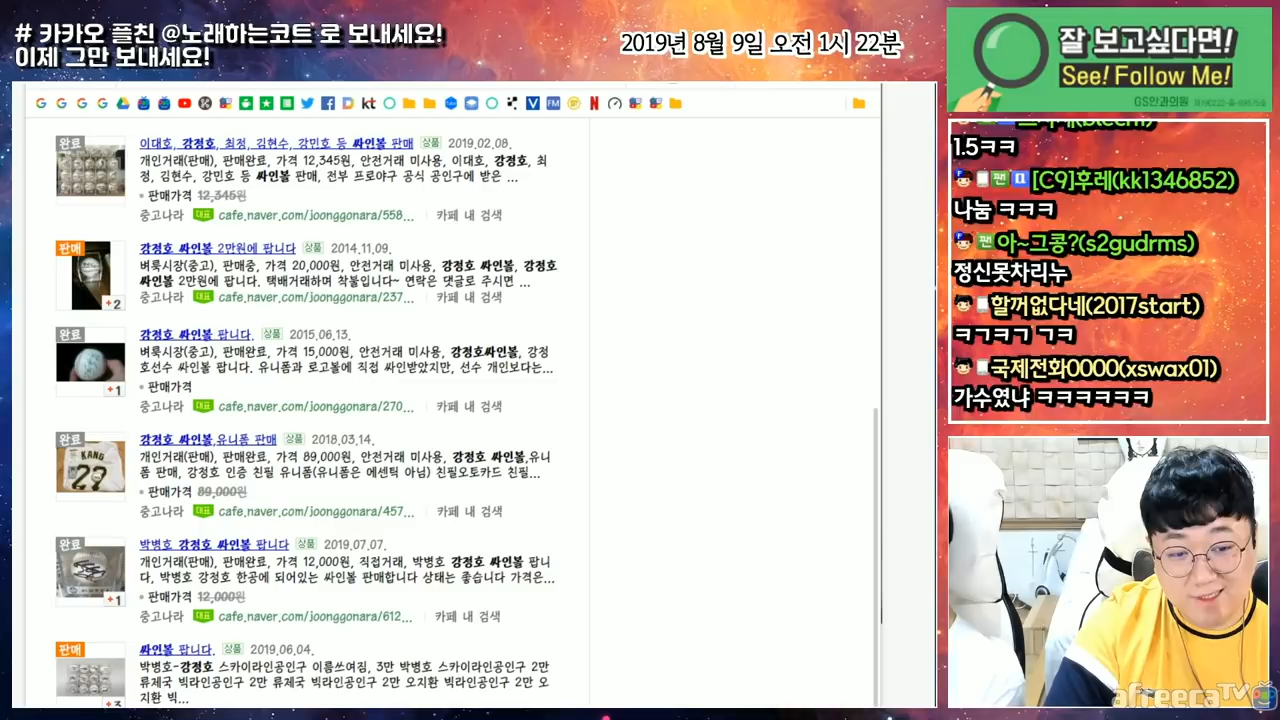 # 카카오 플친 @노래하는코트 로 보내세요!
이제 그만 보내세요!
2019년 8월 9일 오전 1시 22분
잘 보고싶다면!
See! Follow Me!
GS안과의원
이대호, 강정호, 최정, 김현수, 강민호 등 싸인볼 판매 상품 2019.02.08.
완료
개인거래(판매), 판매완료, 가격 12,345원, 안전거래 미사용, 이대호, 강정호, 최
정, 김현수, 강민호 등 싸인볼 판매, 전부 프로야구 공식 공인구에 받은 ...
판매가격 12,345원
중고나라 대표 cafe.naver.com/joonggonara/558... 카페 내 검색
판매
강정호 싸인볼 2만원에 팝니다 상품 2014.11.09.
벼룩시장(중고), 판매중, 가격 20,000원, 안전거래 미사용, 강정호 싸인볼, 강정호
싸인볼 2만원에 팝니다. 택배거래하며 착불입니다~ 연락은 댓글로 주시면 ...
+2
중고나라 대표 cafe.naver.com/joonggonara/237... 카페 내 검색
완료
강정호 싸인볼 팝니다. 상품 2015.06.13.
벼룩시장(중고), 판매완료, 가격 15,000원, 안전거래 미사용, 강정호싸인볼, 강정
호선수 싸인볼 팝니다. 유니폼과 로고볼에 직접 싸인받았지만, 선수 개인보다는...
+1
판매가격
중고나라 대표 cafe.naver.com/joonggonara/270... 카페 내 검색
완료
강정호 싸인볼,유니폼 판매 상품 2018.03.14.
KANG
27
개인거래(판매), 판매완료, 가격 89,000원, 안전거래 미사용, 강정호 싸인볼,유니
폼 판매, 강정호 인증 친필 유니폼(유니폼은 에센틱 아님) 친필오토카드 친필...
판매가격 89,000원
중고나라 대표 cafe.naver.com/joonggonara/457... 카페 내 검색
완료
박병호 강정호 싸인볼 팝니다 상품 2019.07.07.
개인거래(판매), 판매완료, 가격 12,000원, 직접거래, 박병호 강정호 싸인볼 팝니
다, 박병호 강정호 한공에 되어있는 싸인볼 판매합니다 상태는 좋습니다 가격은...
+1
판매가격 12,000원
중고나라 대표 cafe.naver.com/joonggonara/612... 카페 내 검색
판매
싸인볼 팝니다. 상품 2019.06.04.
박병호-강정호 스카이라인공인구 이름쓰여짐, 3만 박병호 스카이라인공인구 2만
류제국 빅라인공인구 2만 류제국 빅라인공인구 2만 오지환 빅라인공인구 2만 오
지환 빅...
1.5ㅋㅋ
팬 [C9]후레(kk1346852)
나눔 ㅋㅋㅋ
팬 아~그콩?(s2gudrms)
정신못차리누
할꺼없다네(2017start)
ㅋㄱㅋㄱ ㄱㅋ
국제전화0000(xswax01)
가수였냐 ㅋㅋㅋㅋㅋㅋ
afreecaTV